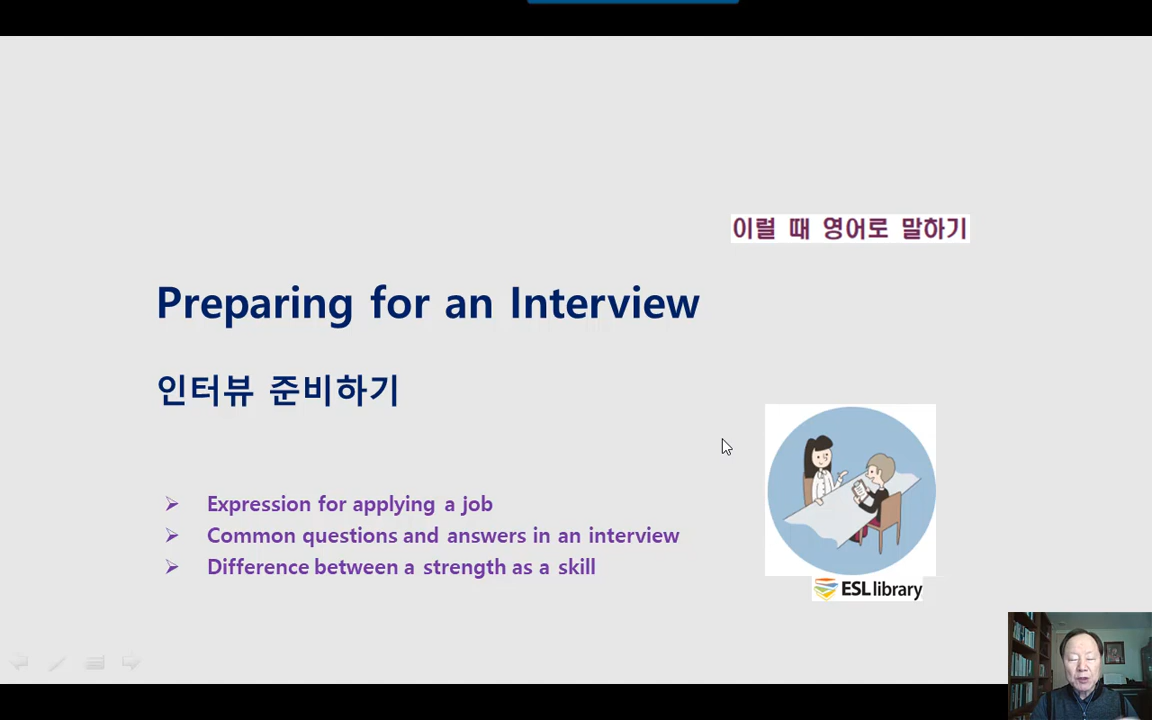 이럴 때 영어로 말하기
Preparing for an Interview
인터뷰 준비하기
Expression for applying a job
Common questions and answers in an interview
Difference between a strength as a skill
ESL library